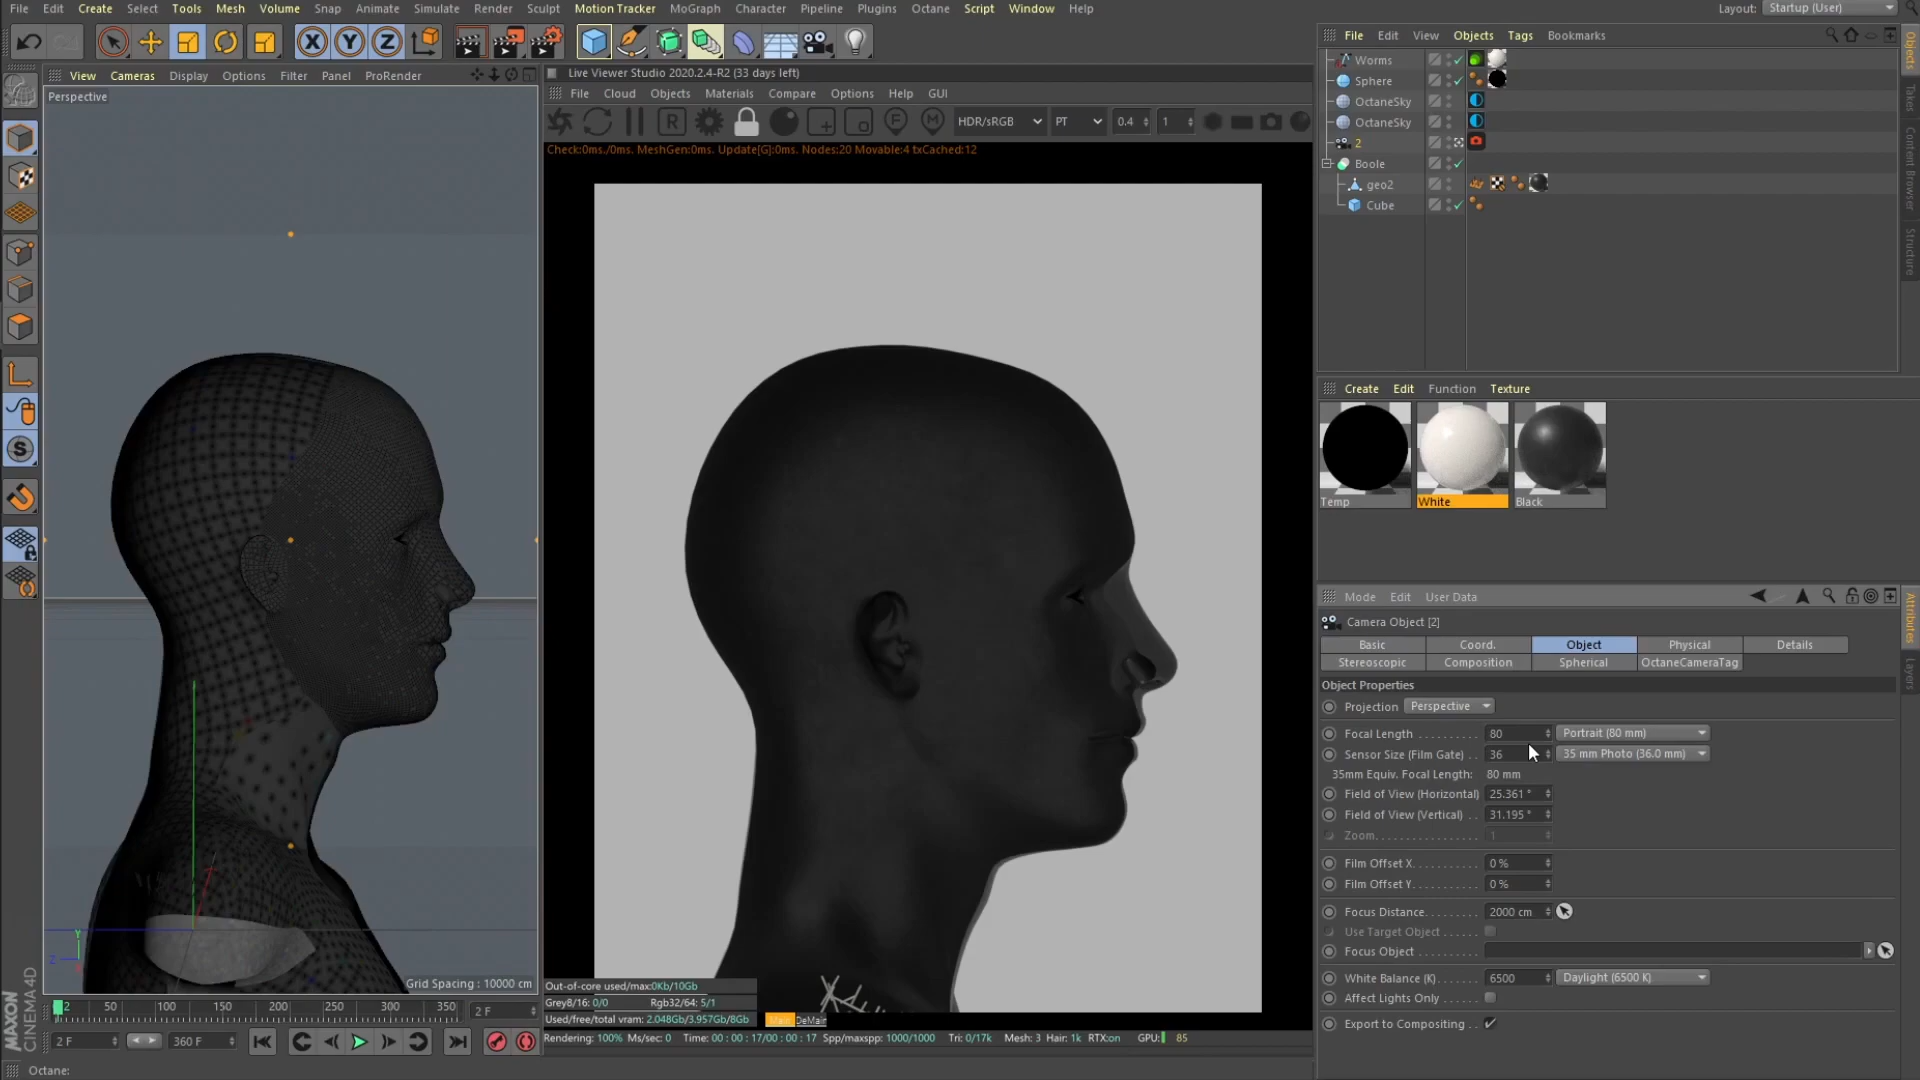 File Edit Create Select Tools Mesh Volume Snap Animate Simulate Render Sculpt Motion Tracker MoGraph Character Pipeline Plugins Octane Script Window Help
Layout: Startup (User)
View Cameras Display Options Filter Panel ProRender
Perspective
Live Viewer Studio 2020.2.4-R2 (33 days left)
File Cloud Objects Materials Compare Options Help GUI
HDR/sRGB PT 0.4 1
Check:0ms./0ms. MeshGen:0ms. Update[G]:0ms. Nodes:20 Movable:4 txCached:12
File Edit View Objects Tags Bookmarks
Worms
Sphere
OctaneSky
OctaneSky
2
Boole
geo2
Cube
Objects
Takes
Content Browser
Structure
Create Edit Function Texture
Temp White Black
Mode Edit User Data
Attributes
Layers
Camera Object [2]
Basic Coord. Object Physical Details
Stereoscopic Composition Spherical OctaneCameraTag
Object Properties
Projection Perspective
Focal Length . . . . . . . . . . 80 Portrait (80 mm)
Sensor Size (Film Gate) . . 36 35 mm Photo (36.0 mm)
35mm Equiv. Focal Length: 80 mm
Field of View (Horizontal) 25.361 °
Field of View (Vertical) . . 31.195 °
Zoom. . . . . . . . . . . . . . . . 1
Film Offset X. . . . . . . . . . 0 %
Film Offset Y. . . . . . . . . . 0 %
Focus Distance. . . . . . . . 2000 cm
Use Target Object . . . . .
Focus Object . . . . . . . . .
White Balance (K). . . . . . 6500 Daylight (6500 K)
Affect Lights Only . . . . .
Export to Compositing . .
Grid Spacing : 10000 cm
Y
Z
X
MAXON
CINEMA 4D
Out-of-core used/max:0Kb/10Gb
Grey8/16: 0/0 Rgb32/64: 5/1
Used/free/total vram: 2.048Gb/3.957Gb/8Gb
Main DeMain
Rendering: 100% Ms/sec: 0 Time: 00 : 00 : 17/00 : 00 : 17 Spp/maxspp: 1000/1000 Tri: 0/17k Mesh: 3 Hair: 1k RTX:on GPU: 85
2 50 100 150 200 250 300 350 2 F
2 F 360 F
Octane: